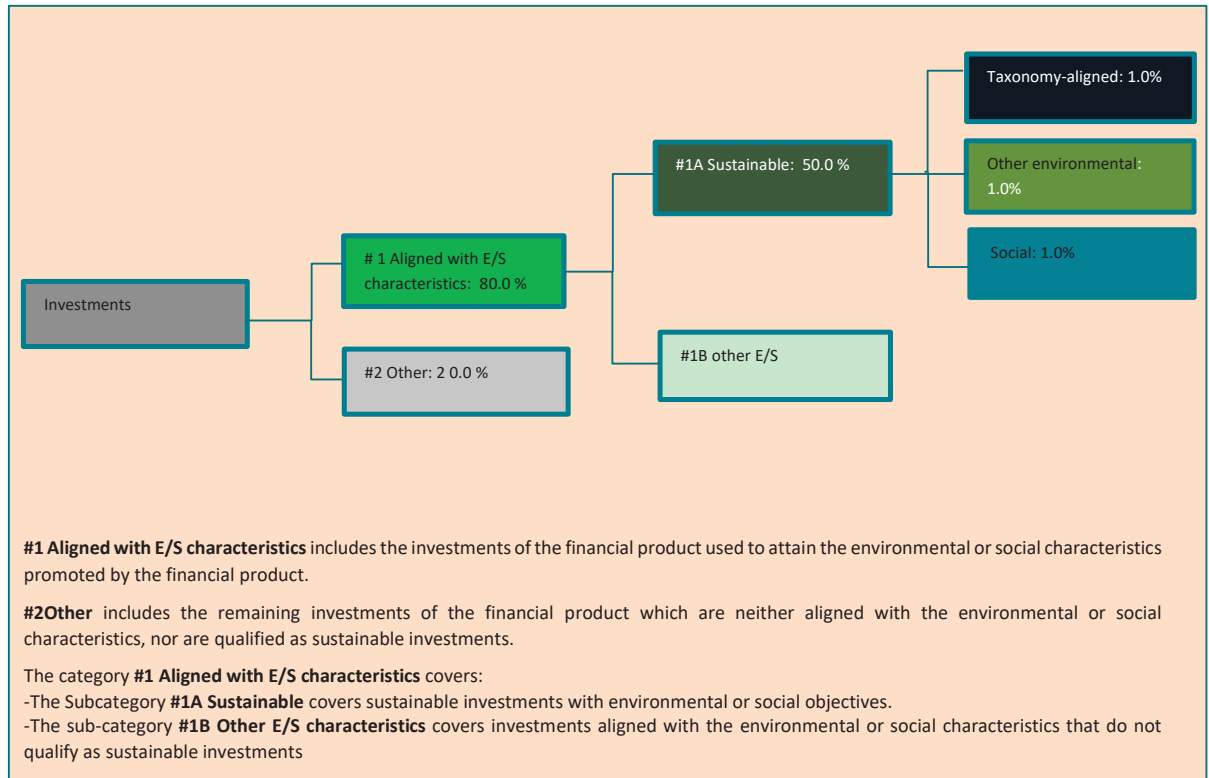 Taxonomy-aligned: 1.0%
#1A Sustainable: 50.0 %
Other environmental:
1.0%
# 1 Aligned with E/S
characteristics: 80.0 %
Social: 1.0%
Investments
#2 Other: 2 0.0 %
#1B other E/S
#1 Aligned with E/S characteristics includes the investments of the financial product used to attain the environmental or social characteristics
promoted by the financial product.
#2Other includes the remaining investments of the financial product which are neither aligned with the environmental or social
characteristics, nor are qualified as sustainable investments.
The category #1 Aligned with E/S characteristics covers:
-The Subcategory #1A Sustainable covers sustainable investments with environmental or social objectives.
-The sub-category #1B Other E/S characteristics covers investments aligned with the environmental or social characteristics that do not
qualify as sustainable investments